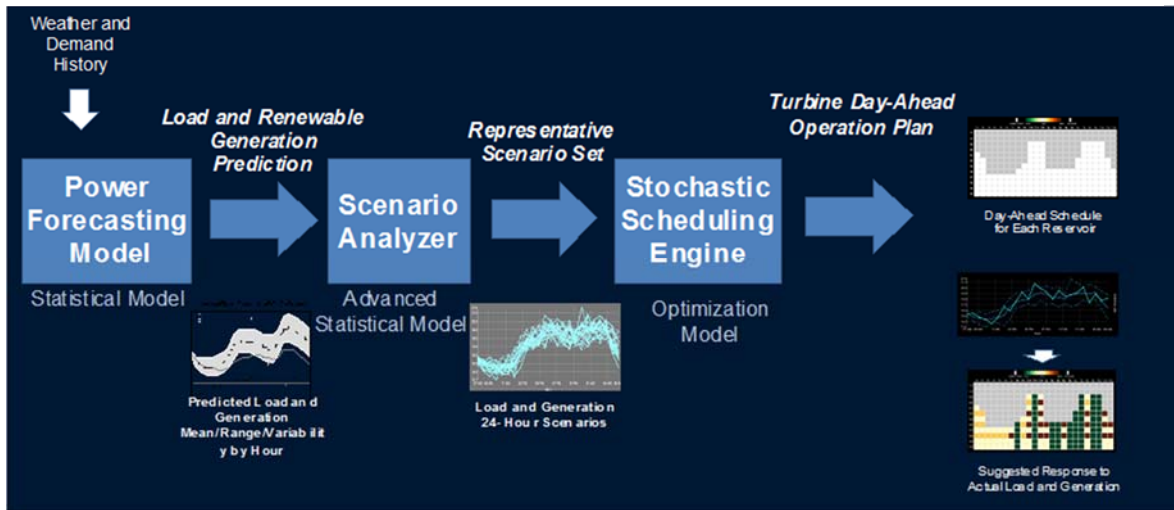 Weather and
Demand
History
Load and Renewable
Generation
Prediction
Representative
Scenario Set
Turbine Day-Ahead
Operation Plan
Power
Forecasting
Model
Scenario
Analyzer
Stochastic
Scheduling
Engine
Statistical Model
Advanced
Statistical Model
Optimization
Model
Predicted Load and
Generation
Mean/Range/Variabilit
y by Hour
Load and Generation
24- Hour Scenarios
Day-Ahead Schedule
for Each Reservoir
Suggested Response to
Actual Load and Generation